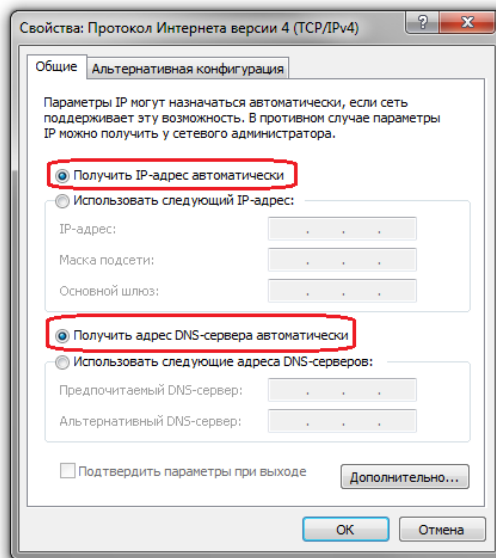 Свойства: Протокол Интернета версии 4 (TCP/IPv4)
Общие Альтернативная конфигурация
Параметры IP могут назначаться автоматически, если сеть
поддерживает эту возможность. В противном случае параметры
IP можно получить у сетевого администратора.
Получить IP-адрес автоматически
Использовать следующий IP-адрес:
IP-адрес:
Маска подсети:
Основной шлюз:
Получить адрес DNS-сервера автоматически
Использовать следующие адреса DNS-серверов:
Предпочитаемый DNS-сервер:
Альтернативный DNS-сервер:
Подтвердить параметры при выходе
Дополнительно...
ОК Отмена